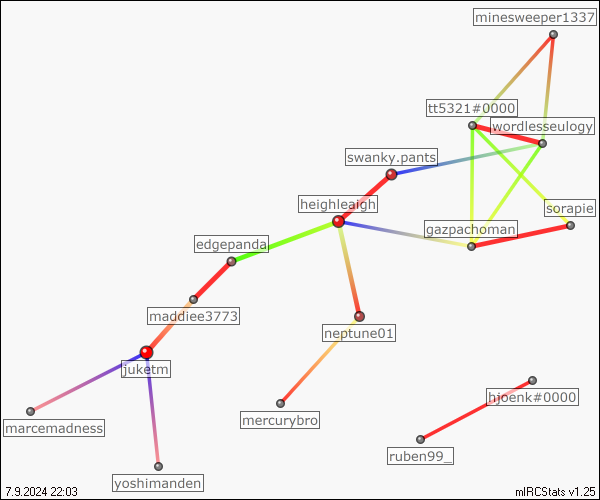 minesweeper1337
tt5321#0000
wordlesseulogy
swanky.pants
heighleaigh
sorapie
gazpachoman
edgepanda
maddiee3773
neptune01
juketm
hjoenk#0000
mercurybro
marcemadness
ruben99_
yoshimanden
7.9.2024 22:03
mIRCStats v1.25